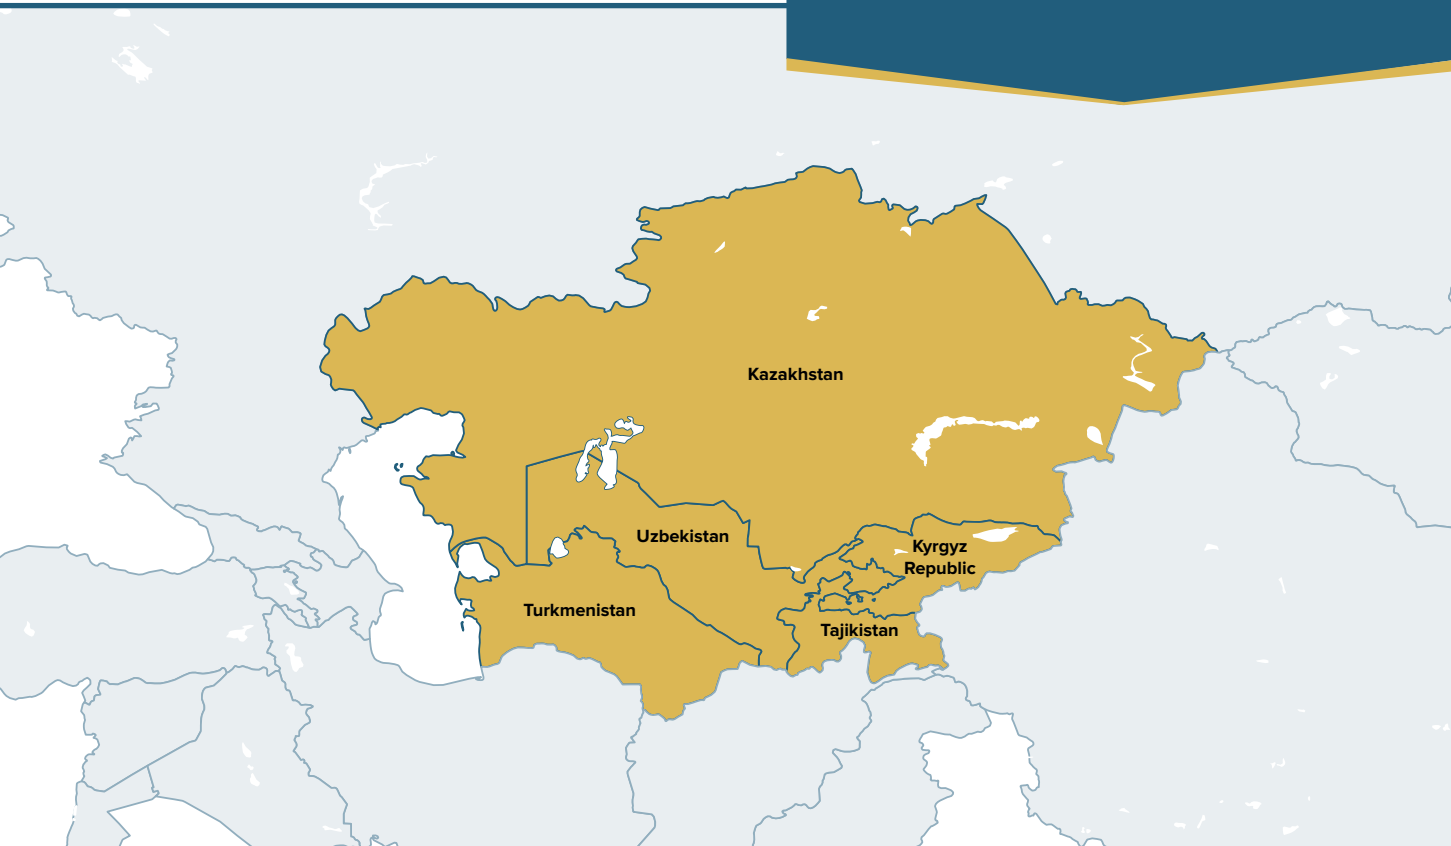 Kazakhstan
Uzbekistan
Kyrgyz
Republic
Turkmenistan
Tajikistan